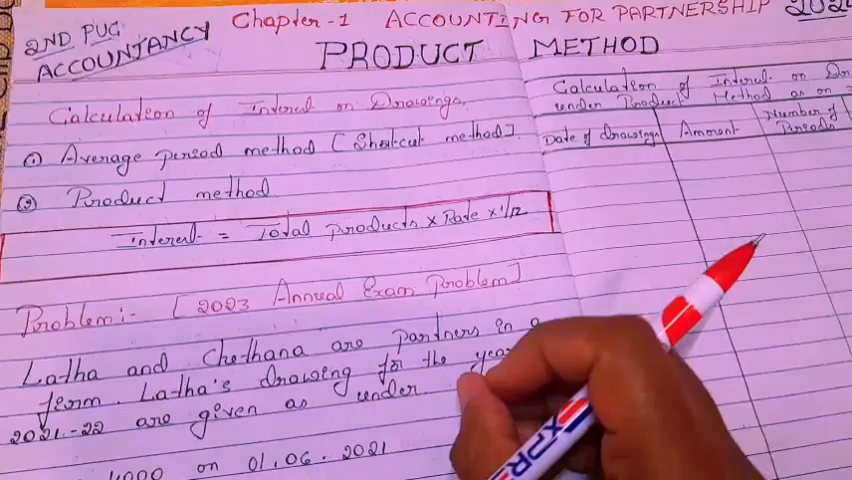 2ND PUC
ACCOUNTANCY
Chapter-1 ACCOUNTING FOR PARTNERSHIP
PRODUCT METHOD
Calculation of Interest on Drawings.
① Average period method [Shortcut method].
② Product method
Interest = Total Products × Rate × 1/12
Problem:- [2023 Annual Exam Problem]
Latha and Chethana are partners in a
firm. Latha's drawing for the year
2021-22 are given as under
4000 on 01.06.2021
Calculation of Interest on
under Product Method as on
Date of drawings
Amount
Number of
Periods